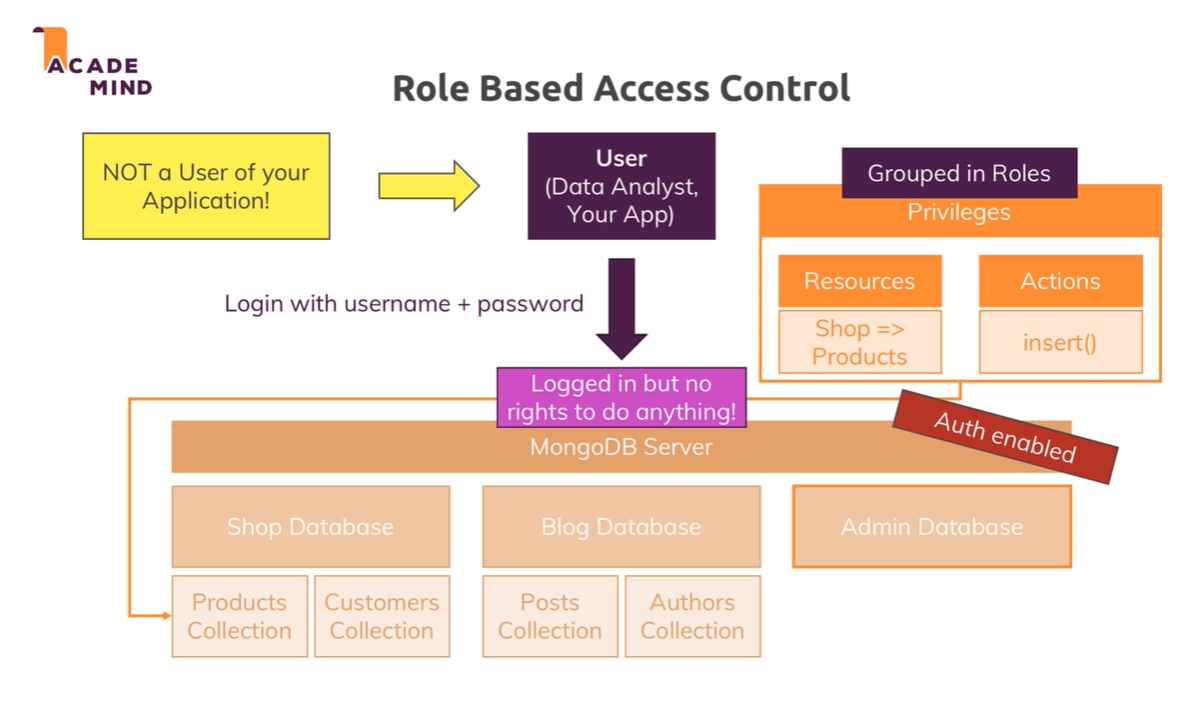 ACADE
MIND
Role Based Access Control
NOT a User of your
Application!
User
(Data Analyst,
Your App)
Grouped in Roles
Privileges
Resources
Actions
Shop =>
Products
insert()
Login with username + password
Logged in but no
rights to do anything!
Auth enabled
MongoDB Server
Shop Database
Blog Database
Admin Database
Products
Collection
Customers
Collection
Posts
Collection
Authors
Collection